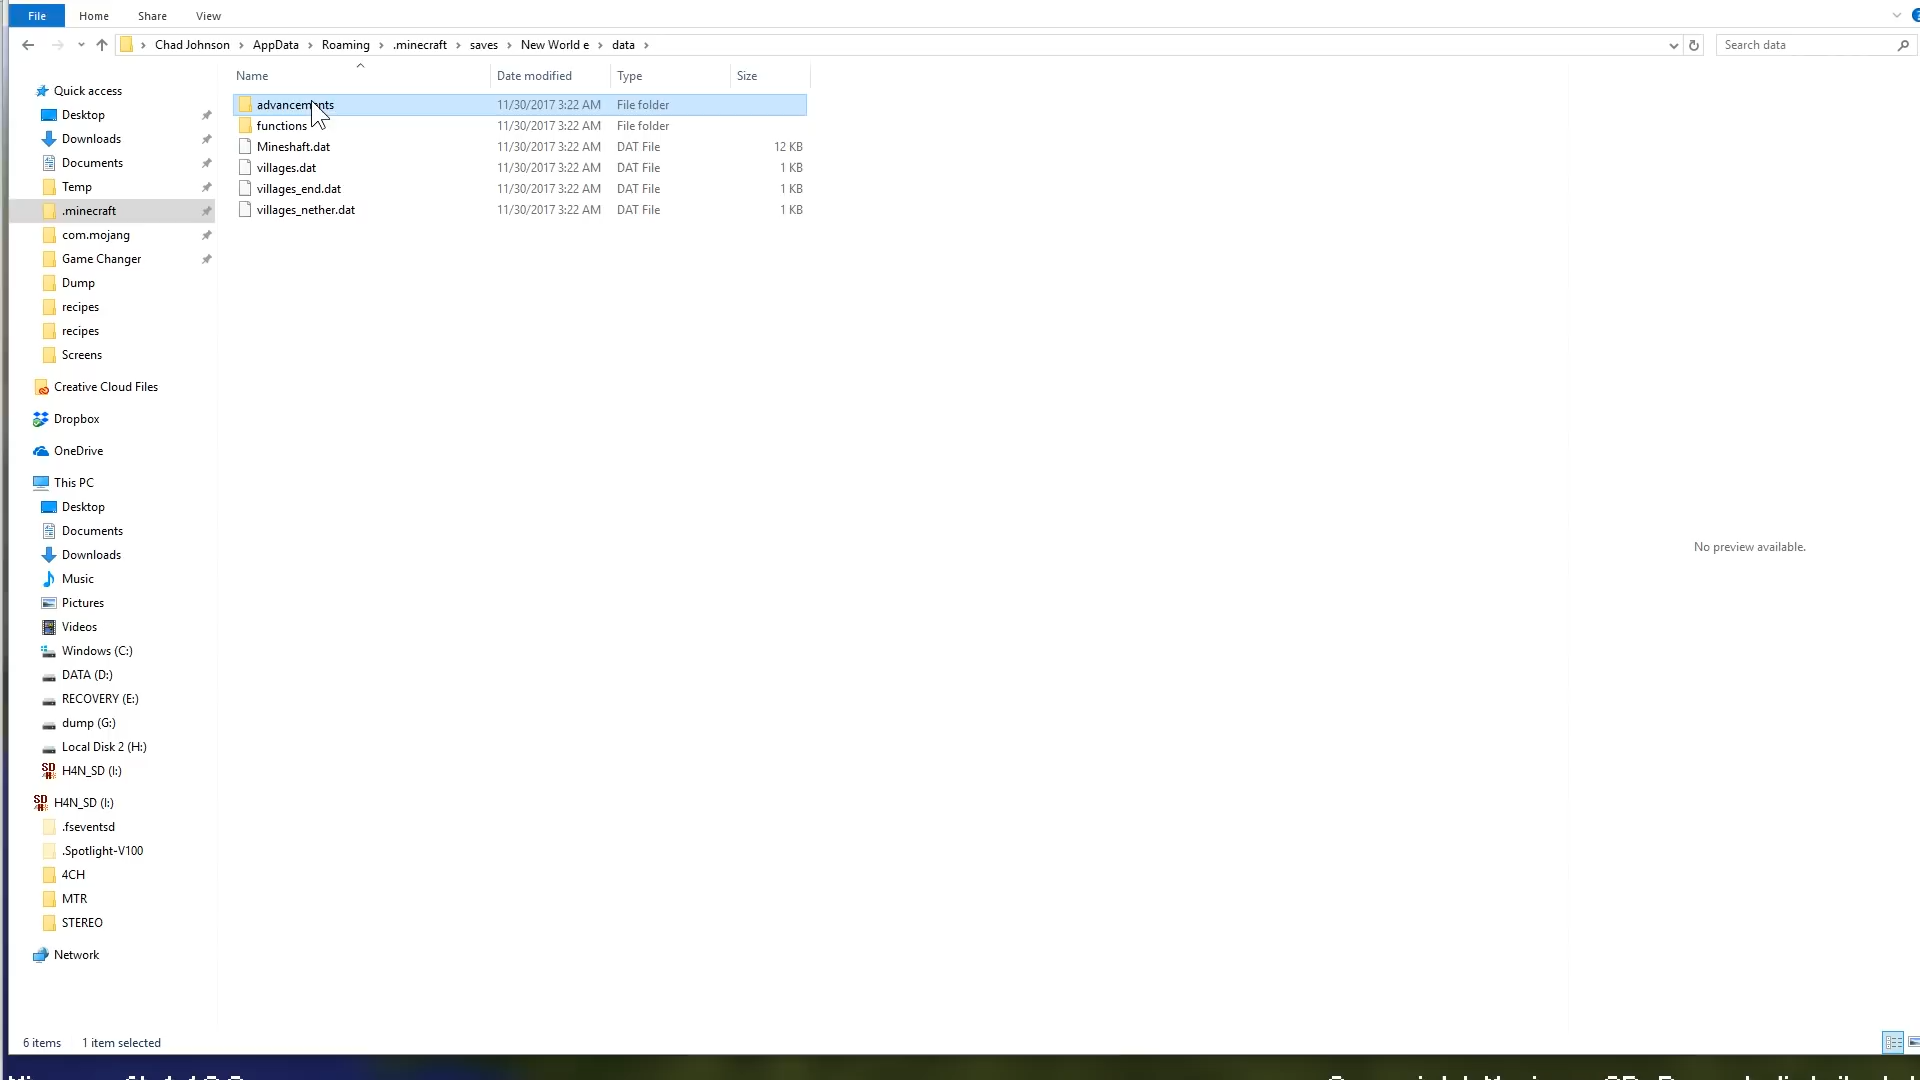 File Home Share View
Chad Johnson > AppData > Roaming > .minecraft > saves > New World e > data >
Search data
Name Date modified Type Size
advancements 11/30/2017 3:22 AM File folder
functions 11/30/2017 3:22 AM File folder
Mineshaft.dat 11/30/2017 3:22 AM DAT File 12 KB
villages.dat 11/30/2017 3:22 AM DAT File 1 KB
villages_end.dat 11/30/2017 3:22 AM DAT File 1 KB
villages_nether.dat 11/30/2017 3:22 AM DAT File 1 KB
Quick access
Desktop
Downloads
Documents
Temp
.minecraft
com.mojang
Game Changer
Dump
recipes
recipes
Screens
Creative Cloud Files
Dropbox
OneDrive
This PC
Desktop
Documents
Downloads
Music
Pictures
Videos
Windows (C:)
DATA (D:)
RECOVERY (E:)
dump (G:)
Local Disk 2 (H:)
H4N_SD (I:)
H4N_SD (I:)
.fseventsd
.Spotlight-V100
4CH
MTR
STEREO
Network
No preview available.
6 items 1 item selected